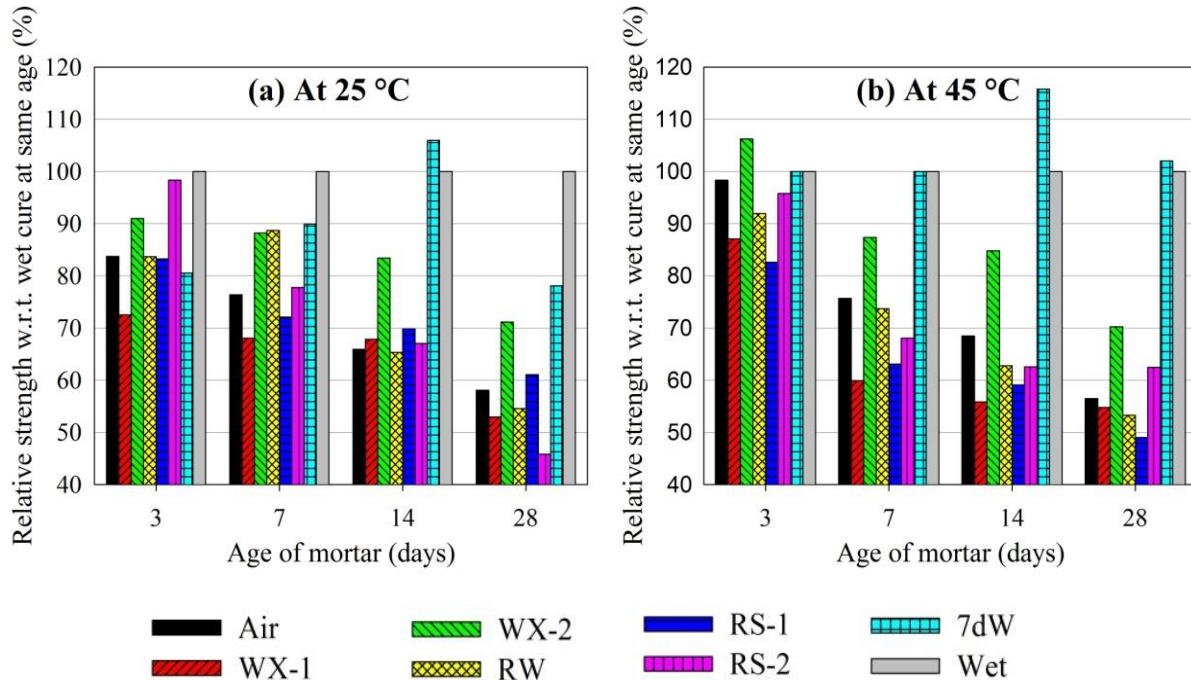 Relative strength w.r.t. wet cure at same age (%)
120
110
100
90
80
70
60
50
40
(a) At 25 °C
3 7 14 28
Age of mortar (days)
Relative strength w.r.t. wet cure at same age (%)
120
110
100
90
80
70
60
50
40
(b) At 45 °C
3 7 14 28
Age of mortar (days)
Air WX-2 RS-1 7dW
WX-1 RW RS-2 Wet